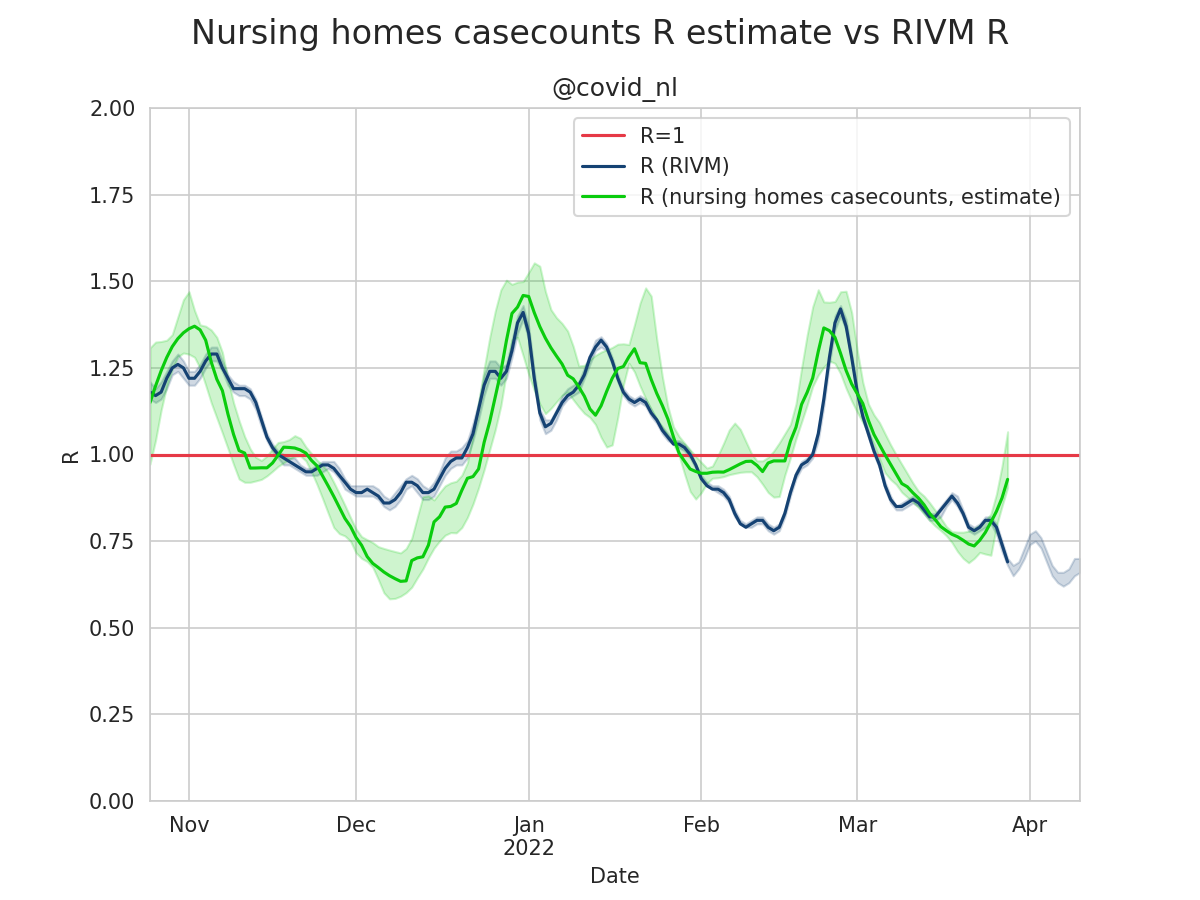 Nursing homes casecounts R estimate vs RIVM R
@covid_nl
R=1
R (RIVM)
R (nursing homes casecounts, estimate)
2.00
1.75
1.50
1.25
1.00
0.75
0.50
0.25
0.00
R
Nov
Dec
Jan
2022
Feb
Mar
Apr
Date